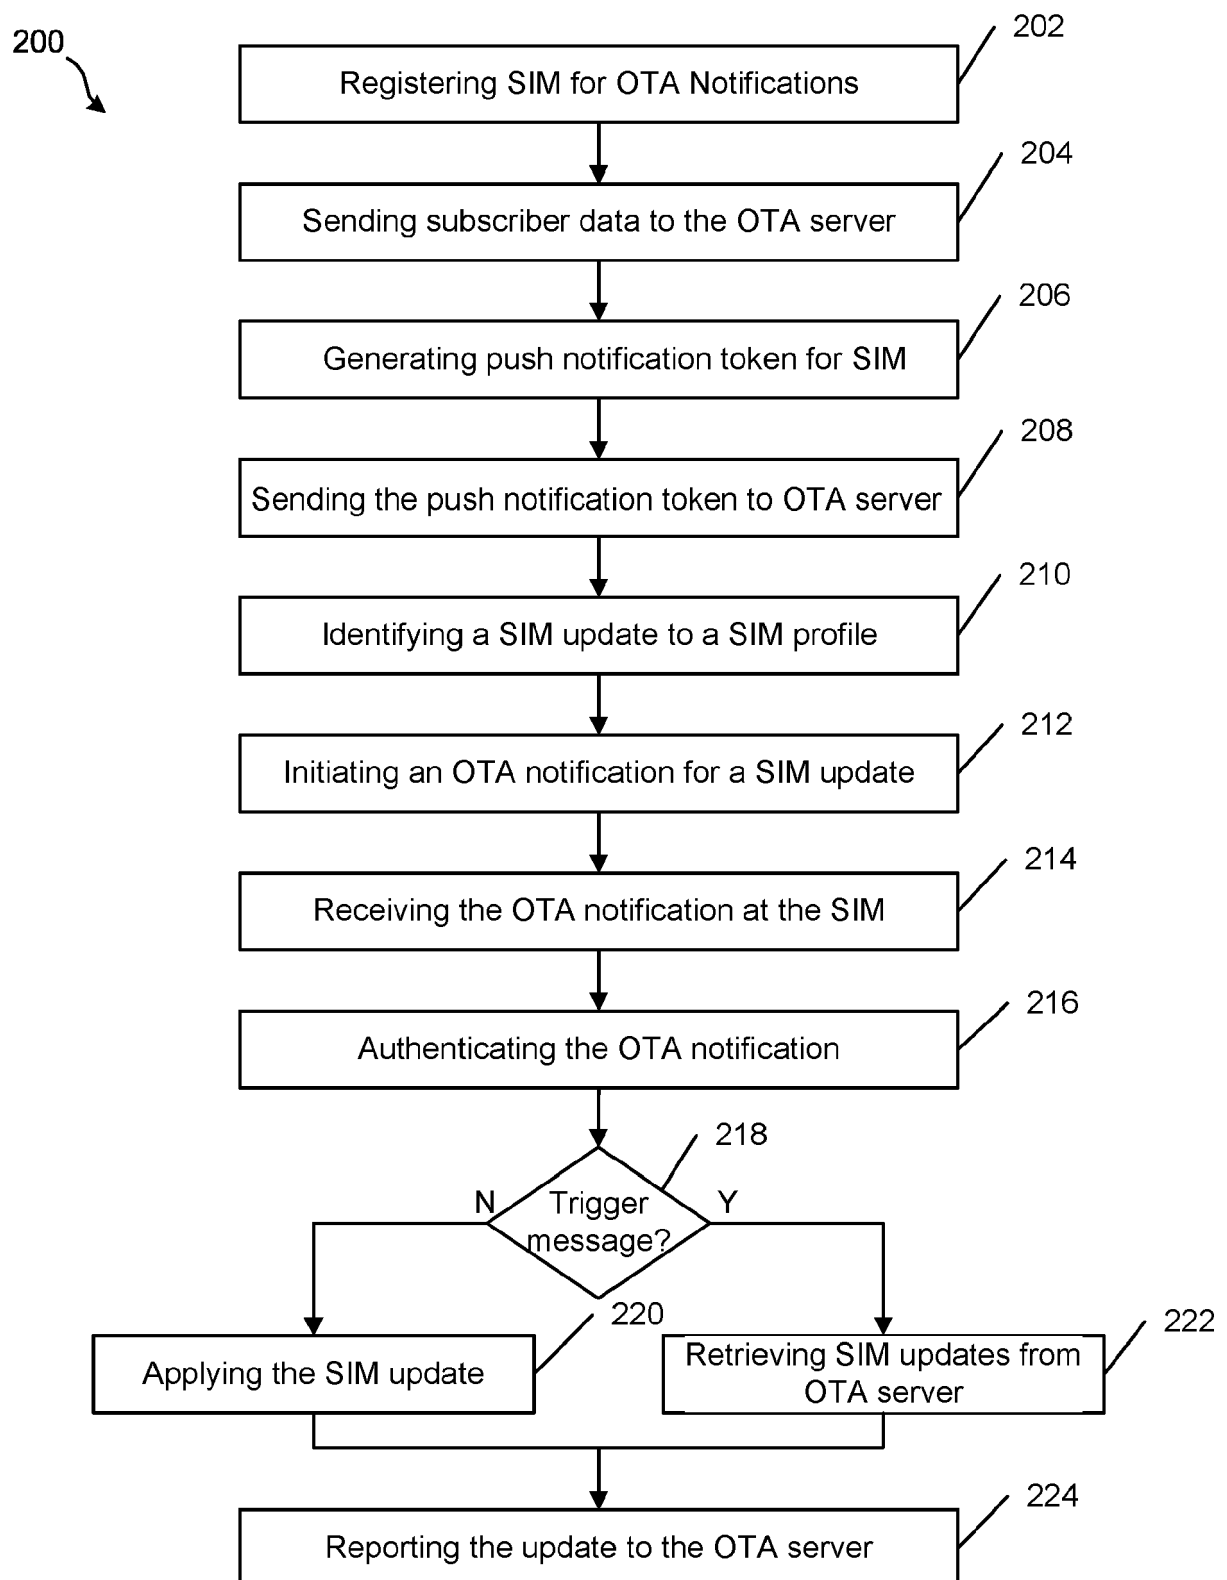 200
202
Registering SIM for OTA Notifications
204
Sending subscriber data to the OTA server
206
Generating push notification token for SIM
208
Sending the push notification token to OTA server
210
Identifying a SIM update to a SIM profile
212
Initiating an OTA notification for a SIM update
214
Receiving the OTA notification at the SIM
216
Authenticating the OTA notification
218
N
Trigger
message?
Y
220
Applying the SIM update
222
Retrieving SIM updates from
OTA server
224
Reporting the update to the OTA server